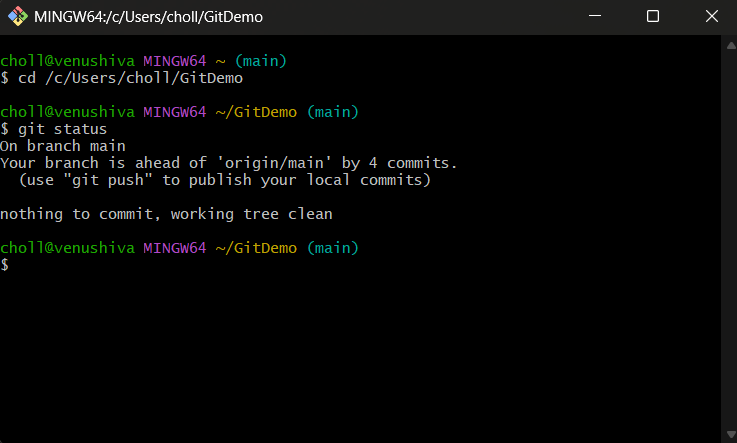 MINGW64:/c/Users/choll/GitDemo
choll@venushiva MINGW64 ~ (main)
$ cd /c/Users/choll/GitDemo
choll@venushiva MINGW64 ~/GitDemo (main)
$ git status
On branch main
Your branch is ahead of 'origin/main' by 4 commits.
  (use "git push" to publish your local commits)
nothing to commit, working tree clean
choll@venushiva MINGW64 ~/GitDemo (main)
$